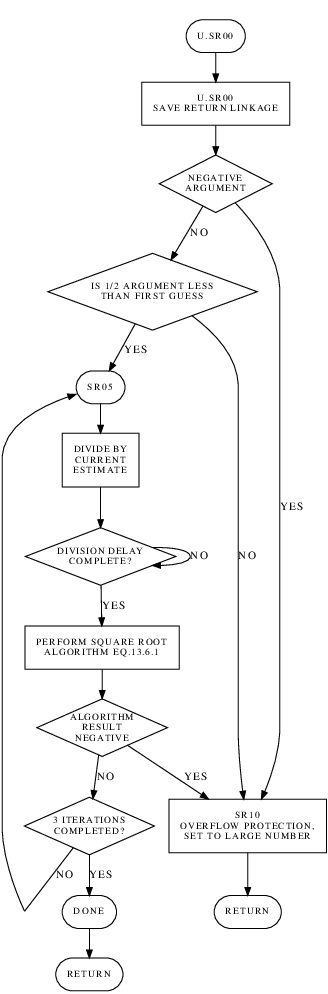 U.SR00
U.SR00
SAVE RETURN LINKAGE
NEGATIVE
ARGUMENT
NO
IS 1/2 ARGUMENT LESS
THAN FIRST GUESS
YES
SR05
DIVIDE BY
CURRENT
ESTIMATE
YES
DIVISION DELAY
COMPLETE?
NO
NO
YES
PERFORM SQUARE ROOT
ALGORITHM EQ.13.6.1
ALGORITHM
RESULT
NEGATIVE
NO
YES
3 ITERATIONS
COMPLETED?
SR10
OVERFLOW PROTECTION,
SET TO LARGE NUMBER
NO
YES
DONE
RETURN
RETURN